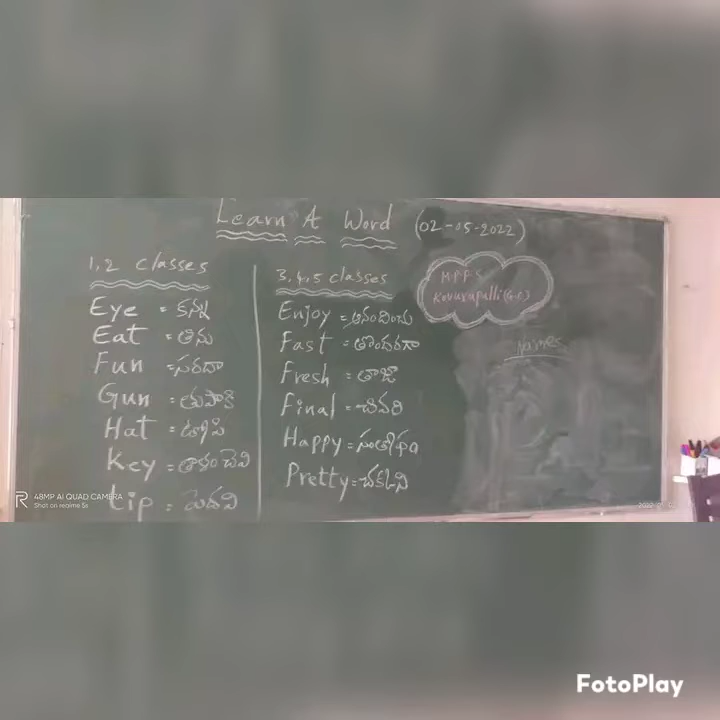 Learn A Word (02-05-2022)
1,2 classes
Eye = కన్ను
Eat = తిను
Fun = సరదా
Gun = తుపాకి
Hat = టోపి
Key = తాళం చెవి
Lip = పెదవి
3,4,5 classes
Enjoy = ఆనందించు
Fast = తొందరగా
Fresh = తాజా
Final = చివరి
Happy = సంతోషం
Pretty = చక్కని
M.P.P.S
Kovurupalli (G.E)
Names
48MP AI QUAD CAMERA
Shot on realme 5s
FotoPlay